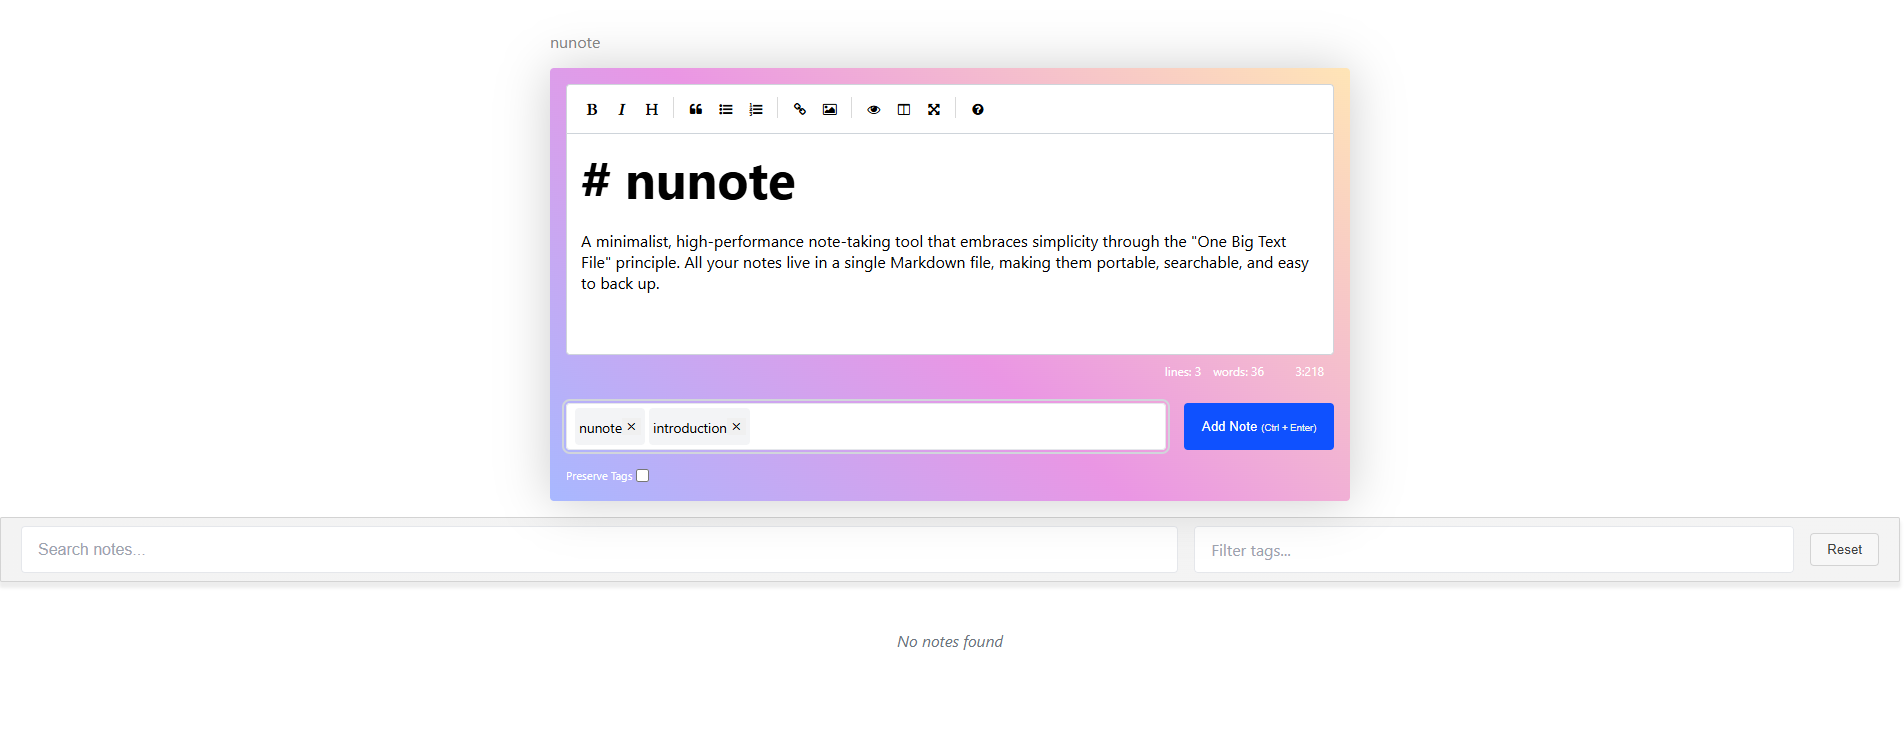 nunote
B I H
# nunote
A minimalist, high-performance note-taking tool that embraces simplicity through the "One Big Text
File" principle. All your notes live in a single Markdown file, making them portable, searchable, and easy
to back up.
lines: 3 words: 36 3:218
nunote × introduction ×
Add Note (Ctrl + Enter)
Preserve Tags
Search notes...
Filter tags...
Reset
No notes found